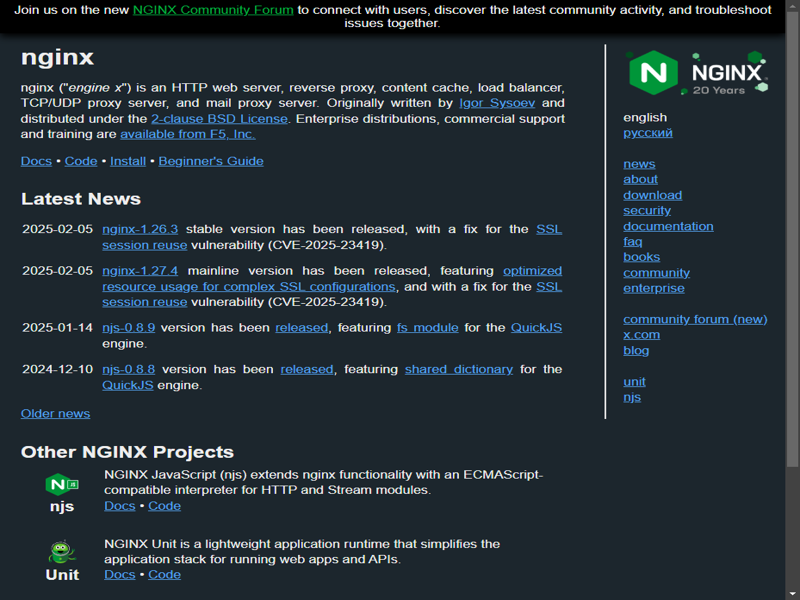 Join us on the new NGINX Community Forum to connect with users, discover the latest community activity, and troubleshoot
issues together.
nginx
nginx ("engine x") is an HTTP web server, reverse proxy, content cache, load balancer,
TCP/UDP proxy server, and mail proxy server. Originally written by Igor Sysoev and
distributed under the 2-clause BSD License. Enterprise distributions, commercial support
and training are available from F5, Inc.
Docs • Code • Install • Beginner's Guide
Latest News
2025-02-05 nginx-1.26.3 stable version has been released, with a fix for the SSL
session reuse vulnerability (CVE-2025-23419).
2025-02-05 nginx-1.27.4 mainline version has been released, featuring optimized
resource usage for complex SSL configurations, and with a fix for the SSL
session reuse vulnerability (CVE-2025-23419).
2025-01-14 njs-0.8.9 version has been released, featuring fs module for the QuickJS
engine.
2024-12-10 njs-0.8.8 version has been released, featuring shared dictionary for the
QuickJS engine.
Older news
Other NGINX Projects
N JS
njs
NGINX JavaScript (njs) extends nginx functionality with an ECMAScript-
compatible interpreter for HTTP and Stream modules.
Docs • Code
Unit
NGINX Unit is a lightweight application runtime that simplifies the
application stack for running web apps and APIs.
Docs • Code
N NGINX
20 Years
english
русский
news
about
download
security
documentation
faq
books
community
enterprise
community forum (new)
x.com
blog
unit
njs